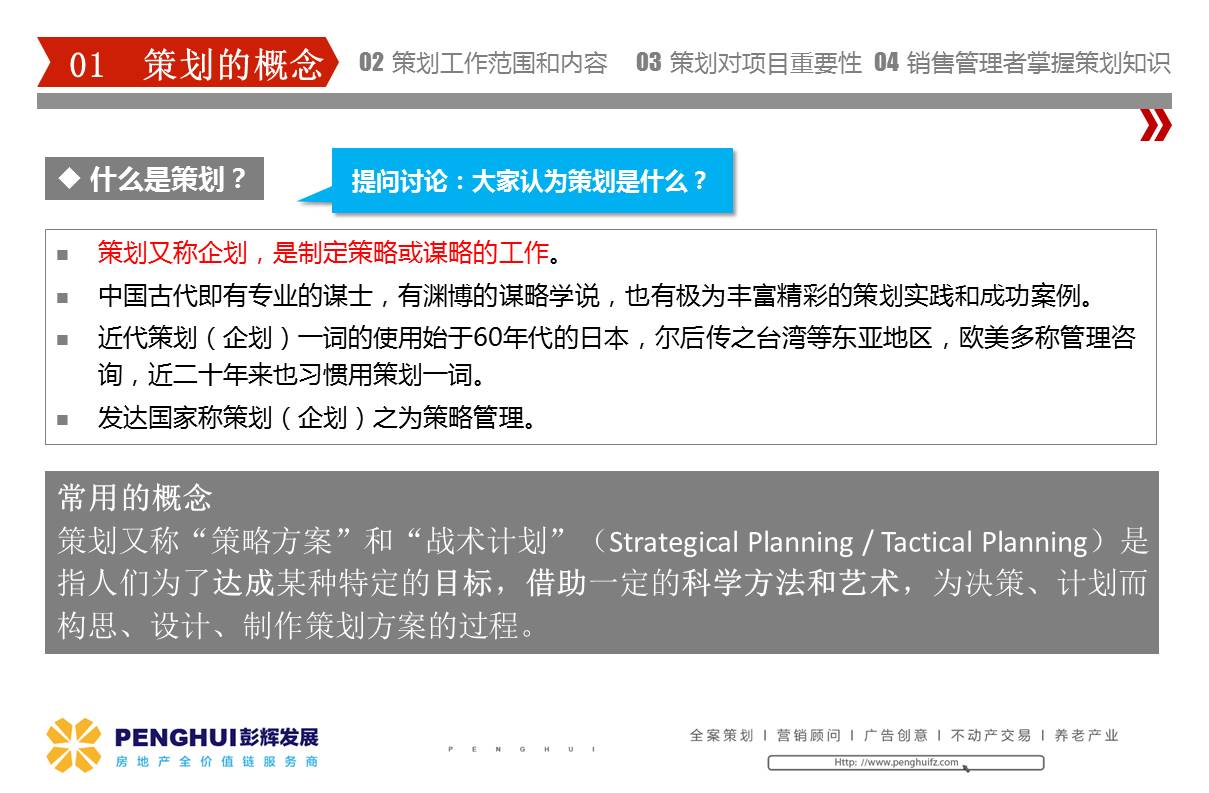 01 策划的概念 02 策划工作范围和内容 03 策划对项目重要性 04 销售管理者掌握策划知识
◆ 什么是策划？
提问讨论：大家认为策划是什么？
■ 策划又称企划，是制定策略或谋略的工作。
■ 中国古代即有专业的谋士，有渊博的谋略学说，也有极为丰富精彩的策划实践和成功案例。
■ 近代策划（企划）一词的使用始于60年代的日本，尔后传之台湾等东亚地区，欧美多称管理咨
询，近二十年来也习惯用策划一词。
■ 发达国家称策划（企划）之为策略管理。
常用的概念
策划又称“策略方案”和“战术计划”（Strategical Planning / Tactical Planning）是
指人们为了达成某种特定的目标，借助一定的科学方法和艺术，为决策、计划而
构思、设计、制作策划方案的过程。
PENGHUI彭辉发展
房地产全价值链服务商
PENGHUI
全案策划 I 营销顾问 I 广告创意 I 不动产交易 I 养老产业
Http: //www.penghuifz.com